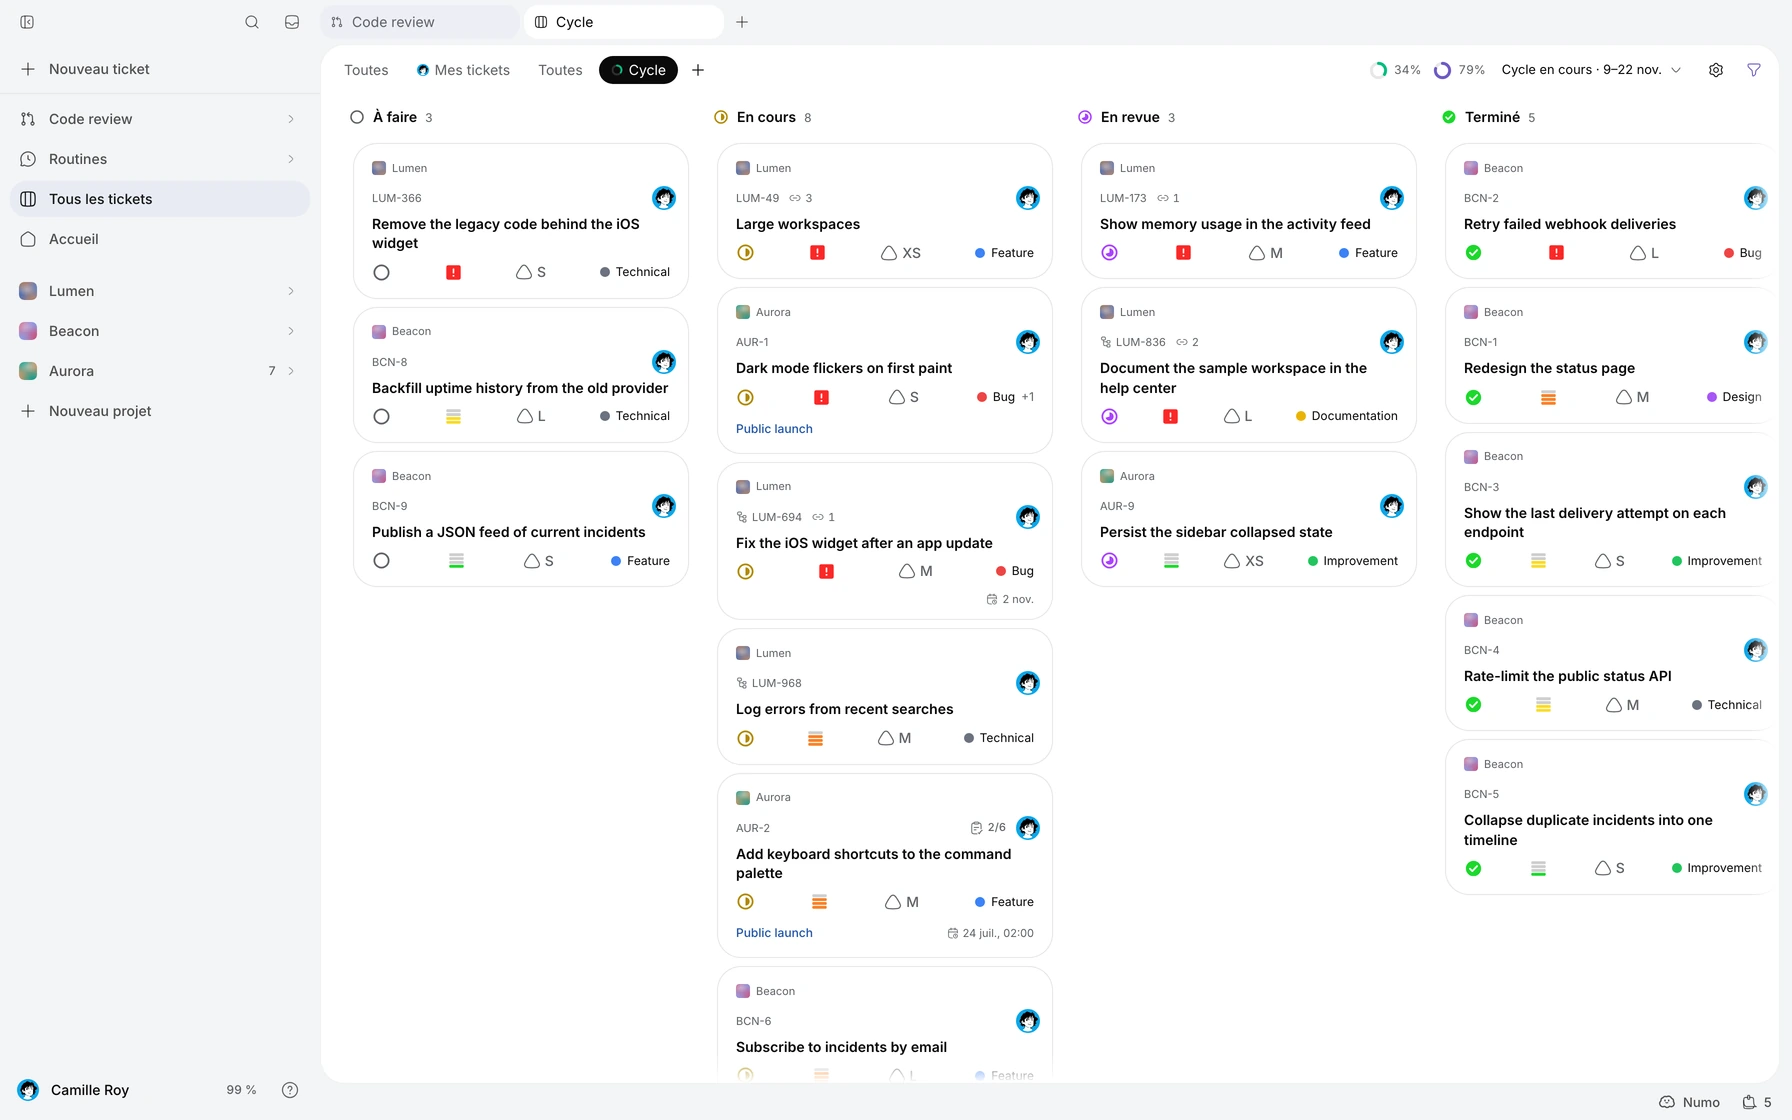 Code review
Cycle
Nouveau ticket
Code review
Routines
Tous les tickets
Accueil
Lumen
Beacon
Aurora 7
Nouveau projet
Camille Roy 99 %
Toutes
Mes tickets
Toutes
Cycle
34%
79%
Cycle en cours · 9–22 nov.
À faire 3
Lumen
LUM-366
Remove the legacy code behind the iOS
widget
S Technical
Beacon
BCN-8
Backfill uptime history from the old provider
L Technical
Beacon
BCN-9
Publish a JSON feed of current incidents
S Feature
En cours 8
Lumen
LUM-49 3
Large workspaces
XS Feature
Aurora
AUR-1
Dark mode flickers on first paint
S Bug +1
Public launch
Lumen
LUM-694 1
Fix the iOS widget after an app update
M Bug
2 nov.
Lumen
LUM-968
Log errors from recent searches
M Technical
Aurora
AUR-2 2/6
Add keyboard shortcuts to the command
palette
M Feature
Public launch 24 juil., 02:00
Beacon
BCN-6
Subscribe to incidents by email
L Feature
En revue 3
Lumen
LUM-173 1
Show memory usage in the activity feed
M Feature
Lumen
LUM-836 2
Document the sample workspace in the
help center
L Documentation
Aurora
AUR-9
Persist the sidebar collapsed state
XS Improvement
Terminé 5
Beacon
BCN-2
Retry failed webhook deliveries
L Bug
Beacon
BCN-1
Redesign the status page
M Design
Beacon
BCN-3
Show the last delivery attempt on each
endpoint
S Improvement
Beacon
BCN-4
Rate-limit the public status API
M Technical
Beacon
BCN-5
Collapse duplicate incidents into one
timeline
S Improvement
Numo
5